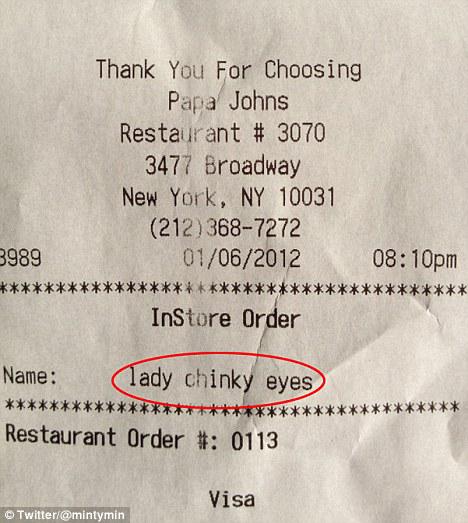 Thank You For Choosing
Papa Johns
Restaurant # 3070
3477 Broadway
New York, NY 10031
(212)368-7272
3989 01/06/2012 08:10pm
****************************************
InStore Order
Name: lady chinky eyes
****************************************
Restaurant Order #: 0113
Visa
© Twitter/@mintymin